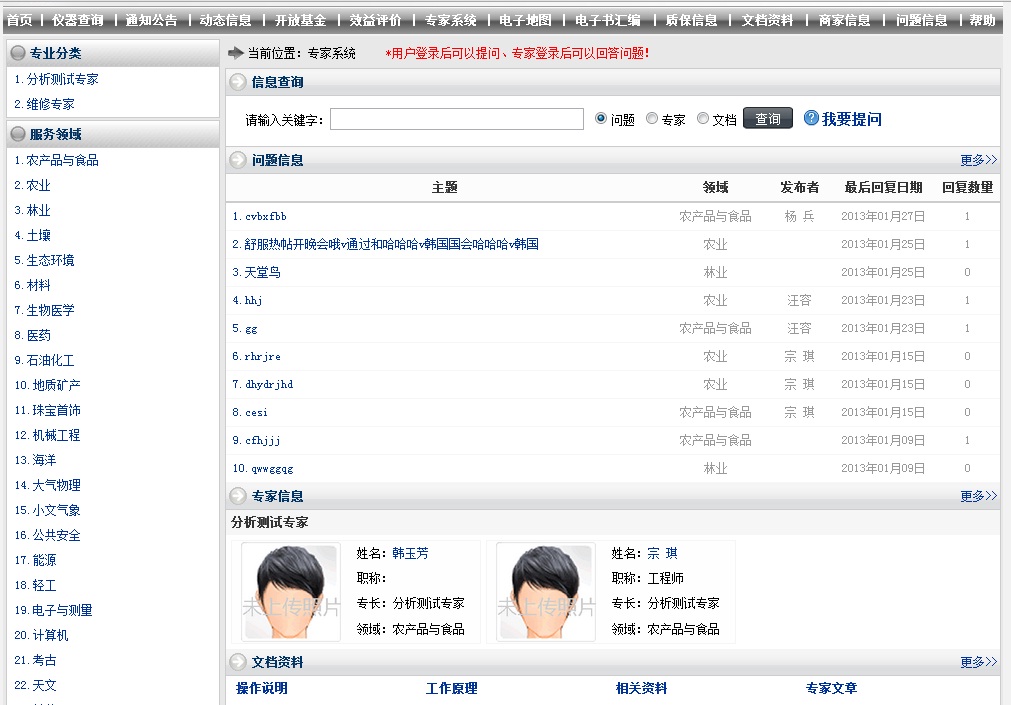 首页 仪器查询 通知公告 动态信息 开放基金 效益评价 专家系统 电子地图 电子书汇编 质保信息 文档资料 商家信息 问题信息 帮助
专业分类
1. 分析测试专家
2. 维修专家
服务领域
1. 农产品与食品
2. 农业
3. 林业
4. 土壤
5. 生态环境
6. 材料
7. 生物医学
8. 医药
9. 石油化工
10. 地质矿产
11. 珠宝首饰
12. 机械工程
13. 海洋
14. 大气物理
15. 小文气象
16. 公共安全
17. 能源
18. 轻工
19. 电子与测量
20. 计算机
21. 考古
22. 天文
当前位置：专家系统 *用户登录后可以提问、专家登录后可以回答问题！
信息查询
请输入关键字： 问题 专家 文档 查询 我要提问
问题信息 更多>>
主题 领域 发布者 最后回复日期 回复数量
1. cvbxfbb 农产品与食品 杨 兵 2013年01月27日 1
2. 舒服热帖开晚会哦v通过和哈哈哈v韩国国会哈哈哈v韩国 农业 2013年01月25日 1
3. 天堂鸟 林业 2013年01月25日 0
4. hhj 农业 汪容 2013年01月23日 1
5. gg 农产品与食品 汪容 2013年01月23日 1
6. rhrjre 农业 宗 琪 2013年01月15日 0
7. dhydrjhd 农业 宗 琪 2013年01月15日 0
8. cesi 农产品与食品 宗 琪 2013年01月15日 0
9. cfhjjj 农产品与食品 2013年01月09日 1
10. qwwggqg 林业 2013年01月09日 0
专家信息 更多>>
分析测试专家
未上传照片
姓名：韩玉芳
职称：
专长：分析测试专家
领域：农产品与食品
未上传照片
姓名：宗 琪
职称：工程师
专长：分析测试专家
领域：农产品与食品
文档资料 更多>>
操作说明 工作原理 相关资料 专家文章